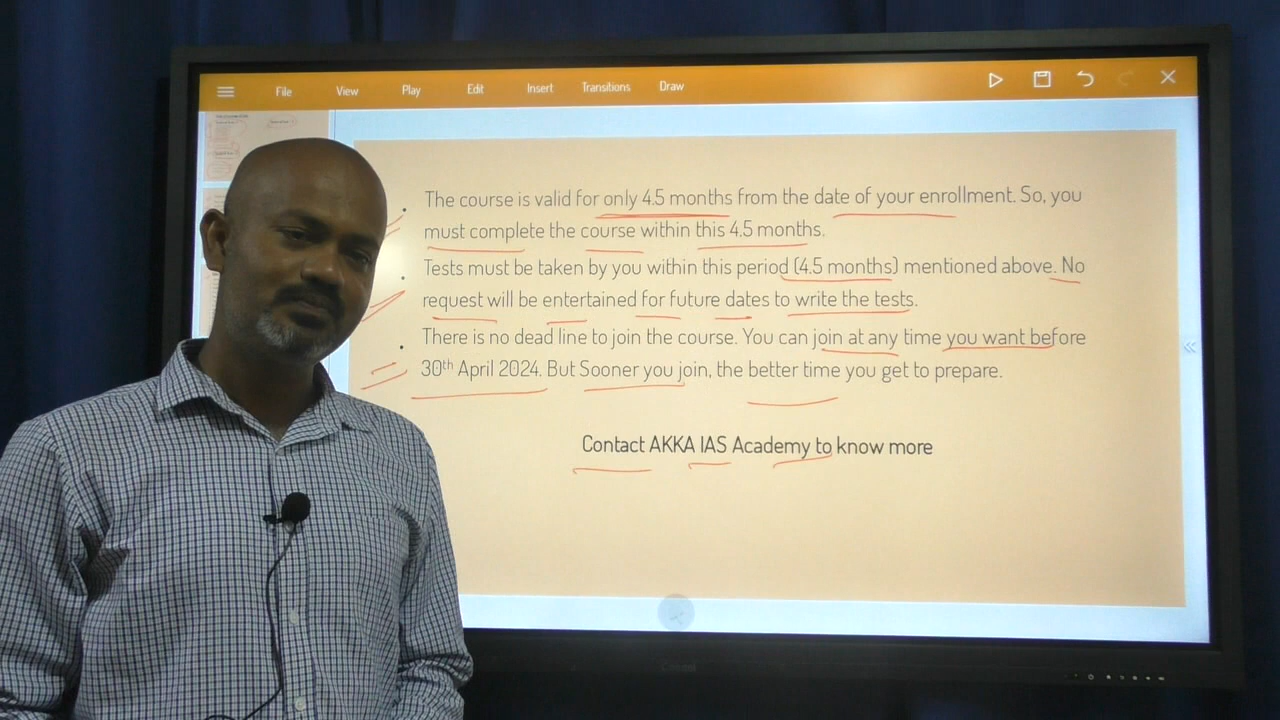 File View Play Edit Insert Transitions Draw
The course is valid for only 4.5 months from the date of your enrollment. So, you
must complete the course within this 4.5 months.
Tests must be taken by you within this period (4.5 months) mentioned above. No
request will be entertained for future dates to write the tests.
There is no dead line to join the course. You can join at any time you want before
30th April 2024. But Sooner you join, the better time you get to prepare.
Contact AKKA IAS Academy to know more